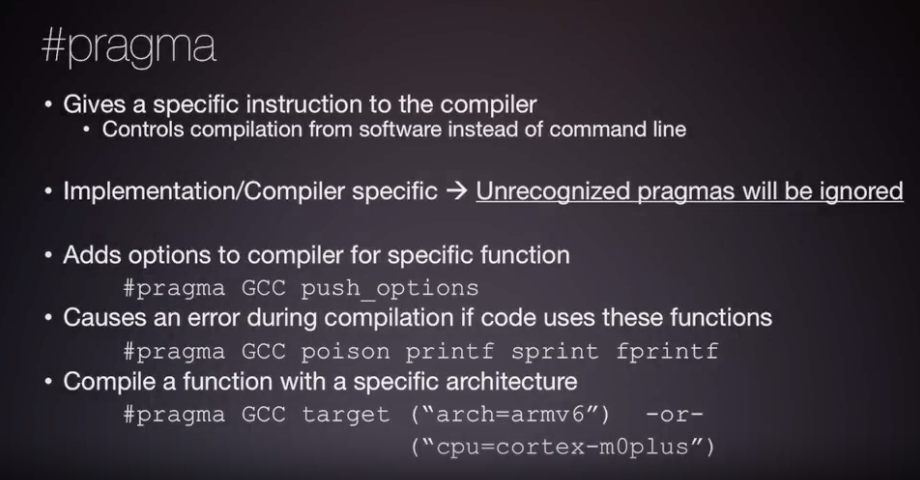 #pragma
• Gives a specific instruction to the compiler
• Controls compilation from software instead of command line
• Implementation/Compiler specific → Unrecognized pragmas will be ignored
• Adds options to compiler for specific function
#pragma GCC push_options
• Causes an error during compilation if code uses these functions
#pragma GCC poison printf sprint fprintf
• Compile a function with a specific architecture
#pragma GCC target (“arch=armv6”) -or-
(“cpu=cortex-m0plus”)